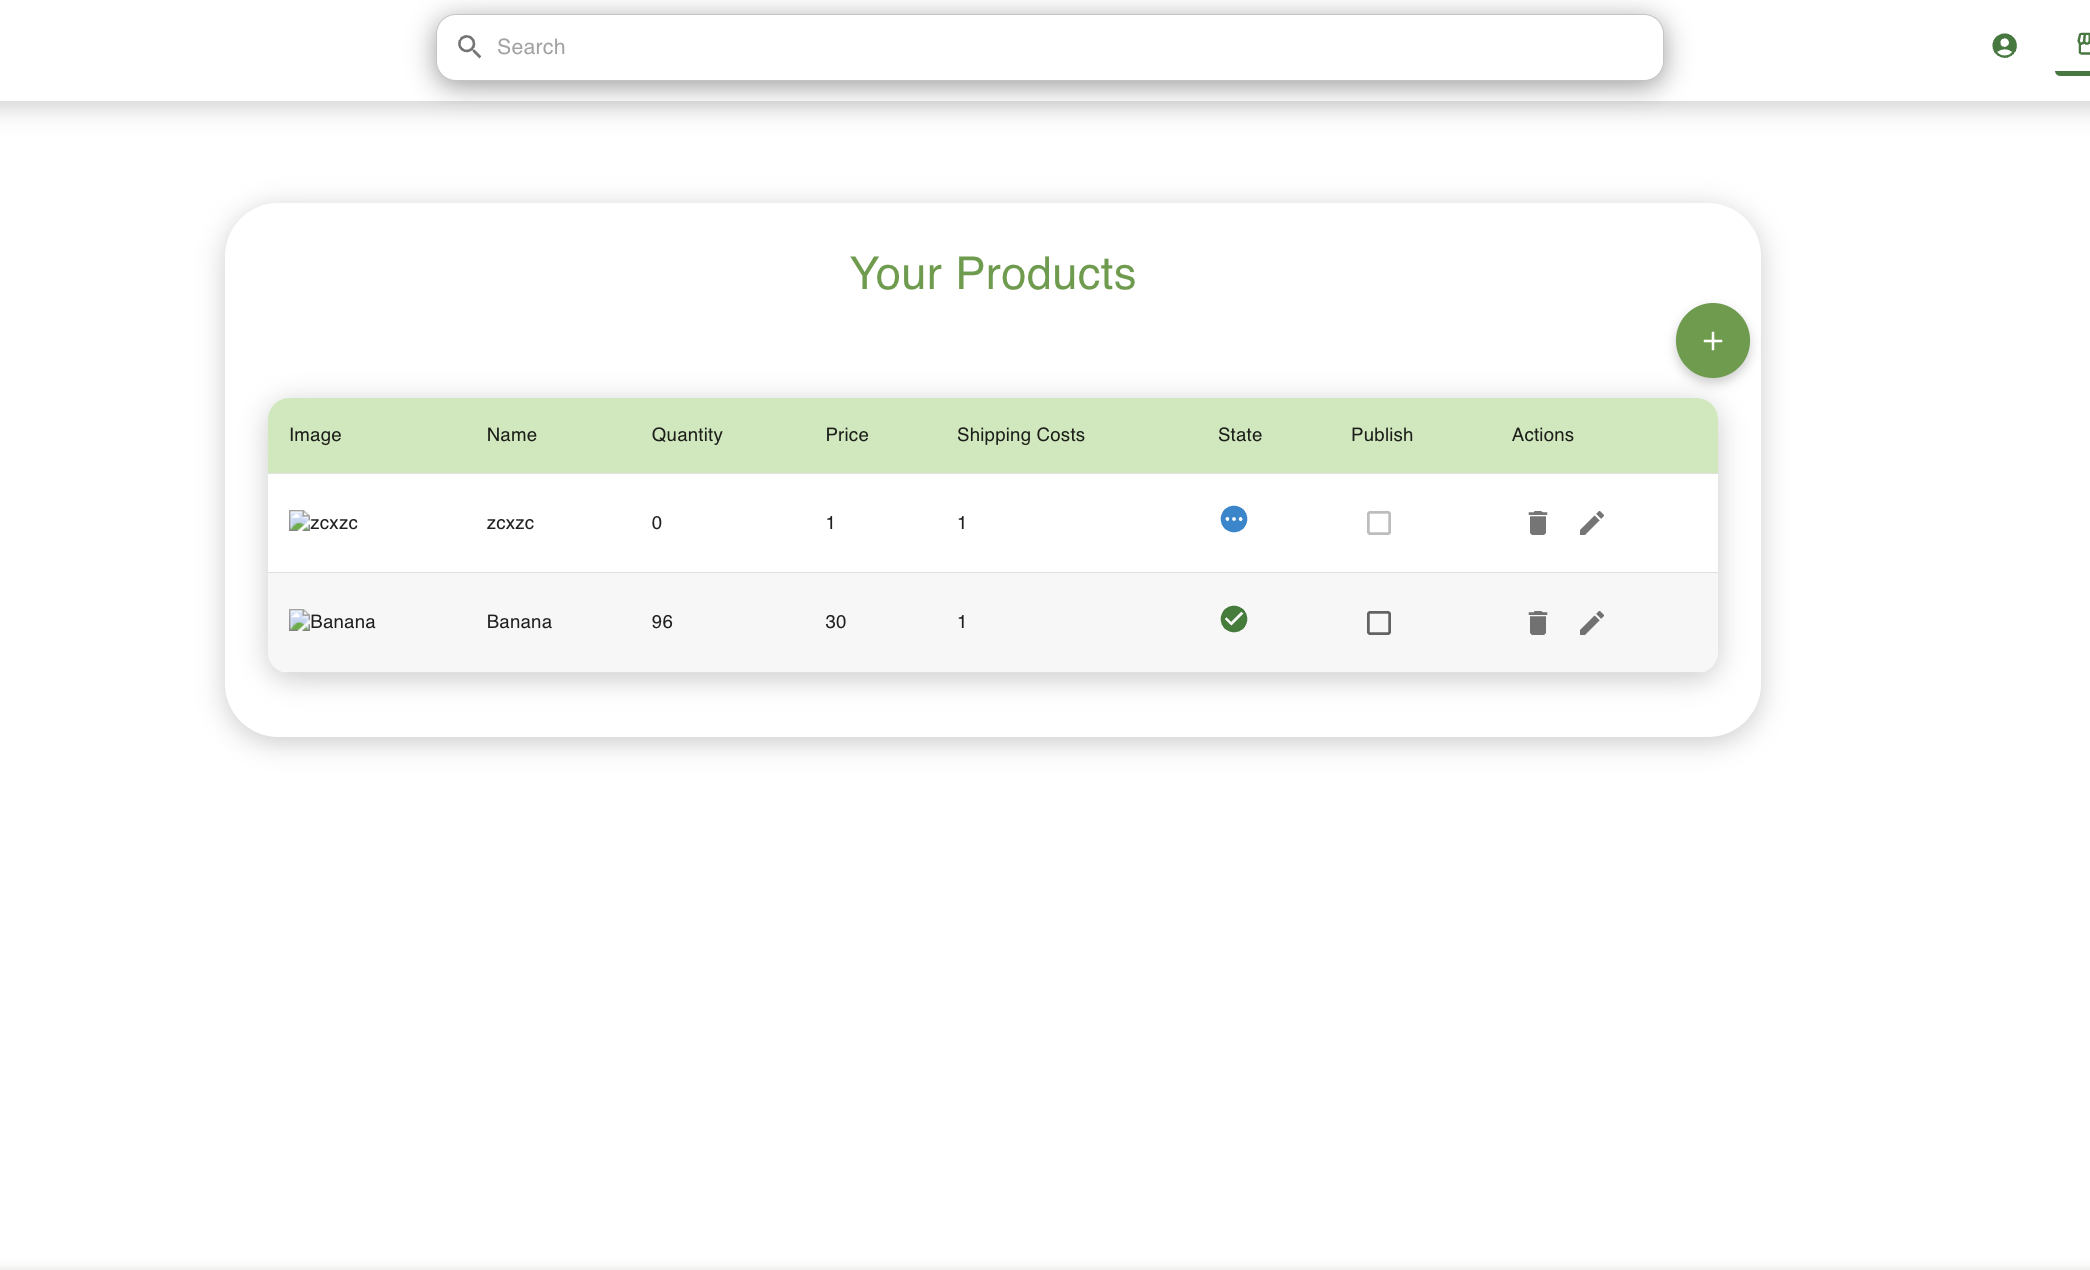 Search
Your Products
Image Name Quantity Price Shipping Costs State Publish Actions
zcxzc zcxzc 0 1 1
Banana Banana 96 30 1